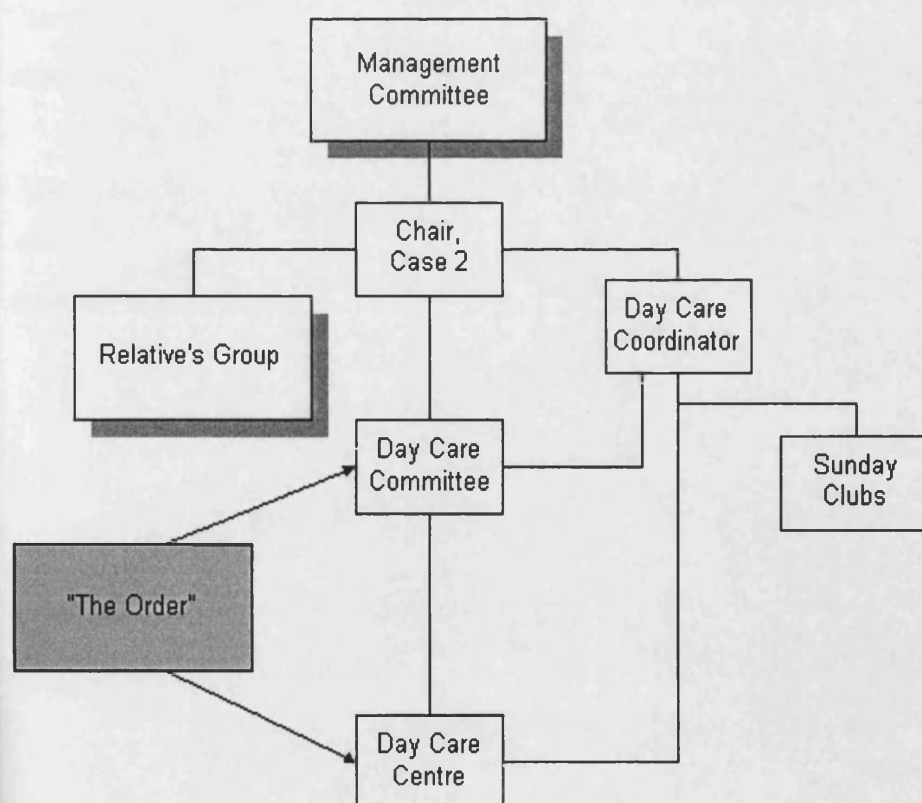 Management
Committee
Chair,
Case 2
Day Care
Coordinator
Relative's Group
Day Care
Committee
Sunday
Clubs
"The Order"
Day Care
Centre